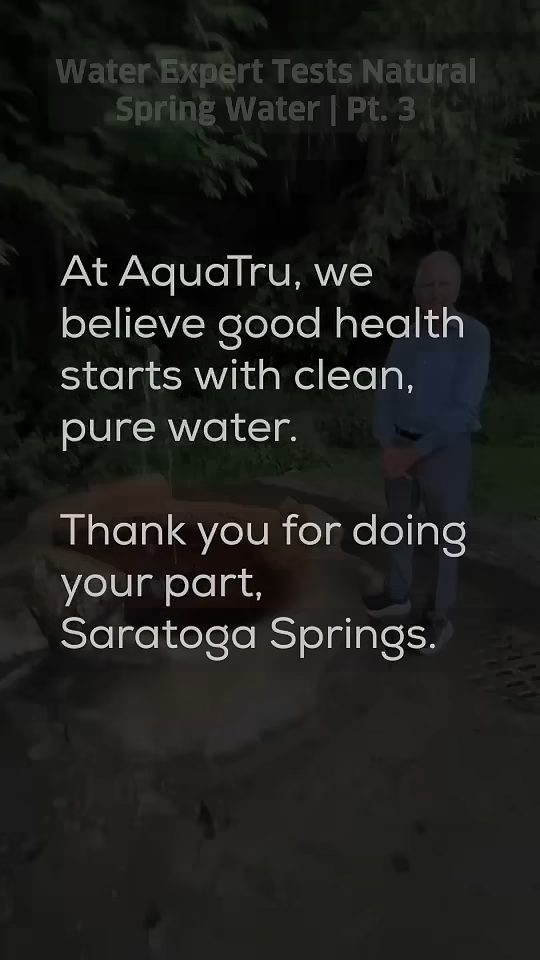 Water Expert Tests Natural
Spring Water | Pt. 3
At AquaTru, we
believe good health
starts with clean,
pure water.
Thank you for doing
your part,
Saratoga Springs.